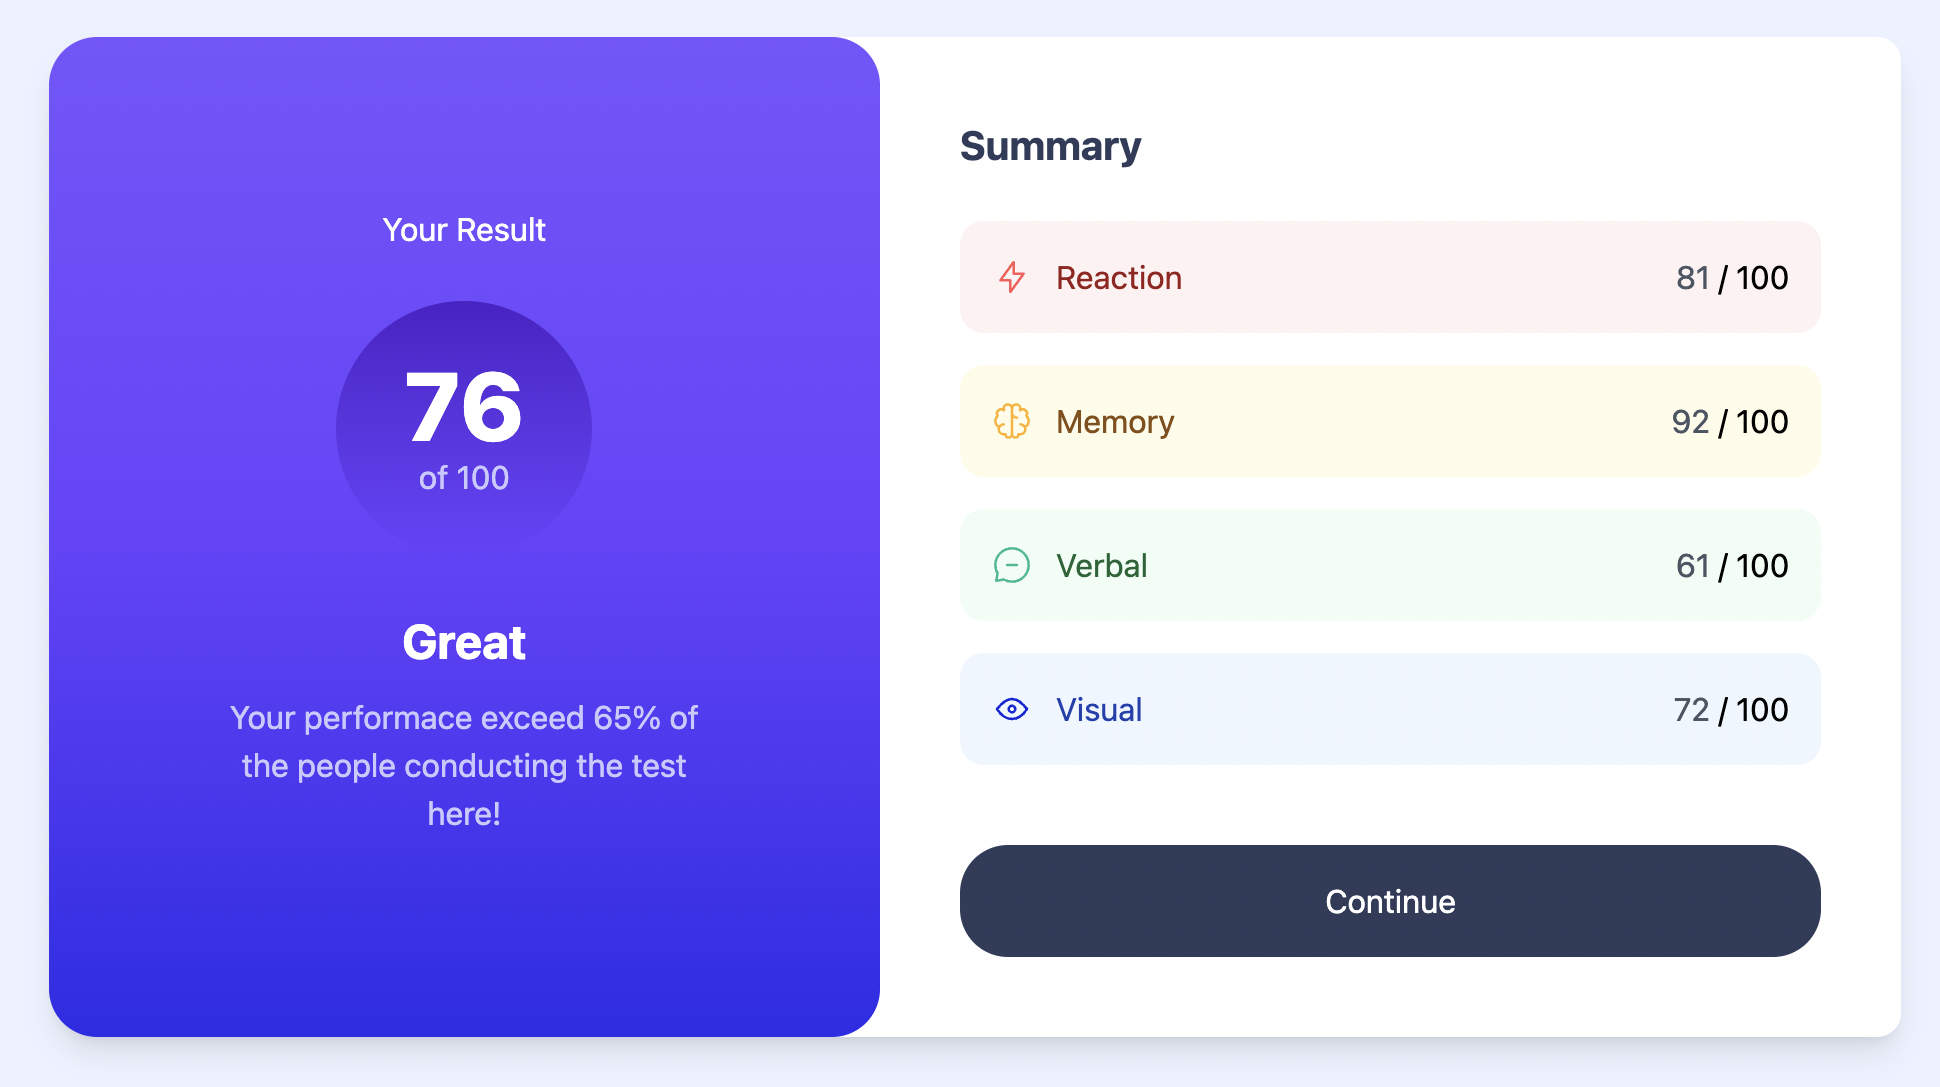 Your Result
76
of 100
Great
Your performace exceed 65% of
the people conducting the test
here!
Summary
Reaction 81 / 100
Memory 92 / 100
Verbal 61 / 100
Visual 72 / 100
Continue